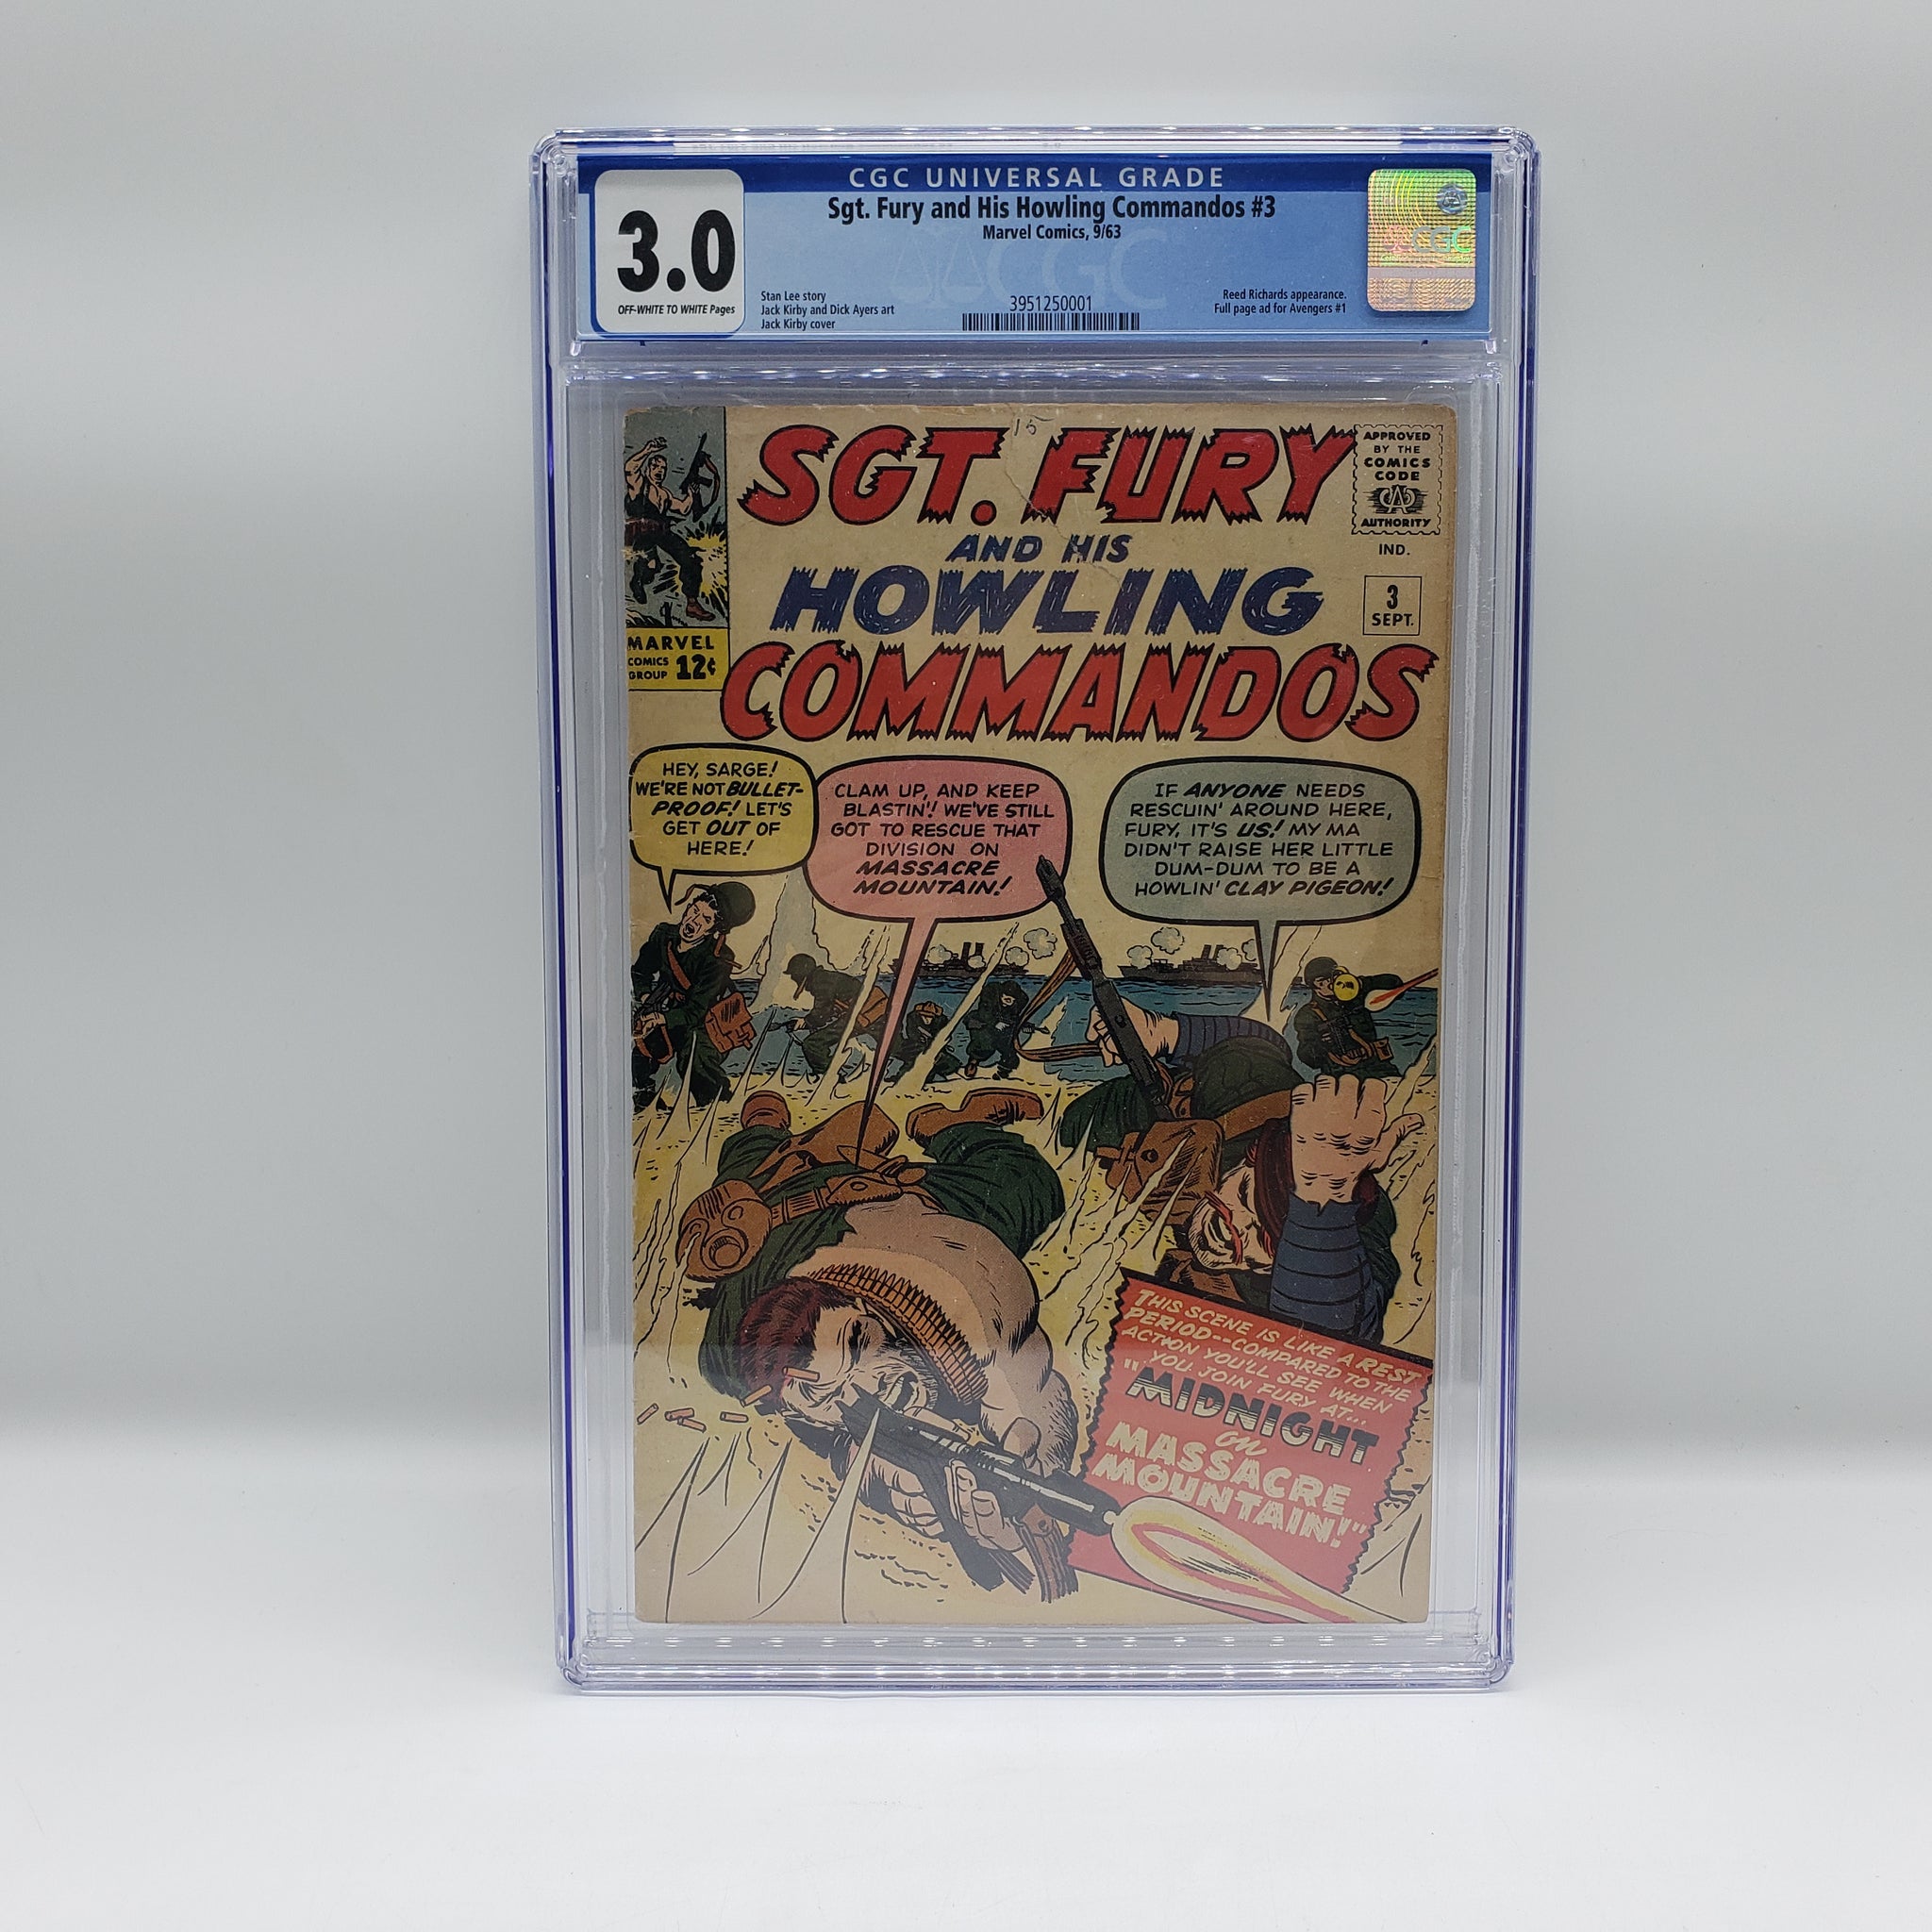 CGC UNIVERSAL GRADE
Sgt. Fury and His Howling Commandos #3
Marvel Comics, 9/63
3.0
OFF-WHITE TO WHITE Pages
Stan Lee story
Jack Kirby and Dick Ayers art
Jack Kirby cover
3951250001
Reed Richards appearance.
Full page ad for Avengers #1
CGC
CGC
15
SGT. FURY
AND HIS
HOWLING
COMMANDOS
APPROVED
BY THE
COMICS
CODE
AUTHORITY
IND.
3
SEPT.
MARVEL
COMICS
GROUP
12¢
HEY, SARGE!
WE'RE NOT BULLET-
PROOF! LET'S
GET OUT OF
HERE!
CLAM UP, AND KEEP
BLASTIN'! WE'VE STILL
GOT TO RESCUE THAT
DIVISION ON
MASSACRE
MOUNTAIN!
IF ANYONE NEEDS
RESCUIN' AROUND HERE,
FURY, IT'S US! MY MA
DIDN'T RAISE HER LITTLE
DUM-DUM TO BE A
HOWLIN' CLAY PIGEON!
THIS SCENE IS LIKE A REST
PERIOD--COMPARED TO THE
ACTION YOU'LL SEE WHEN
YOU JOIN FURY AT...
"MIDNIGHT
ON
MASSACRE
MOUNTAIN!"